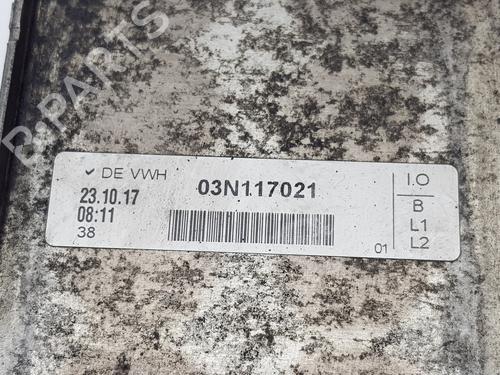 B-PARTS
DE VWH
23.10.17
08:11
38
03N117021
01
I.O
B
L1
L2